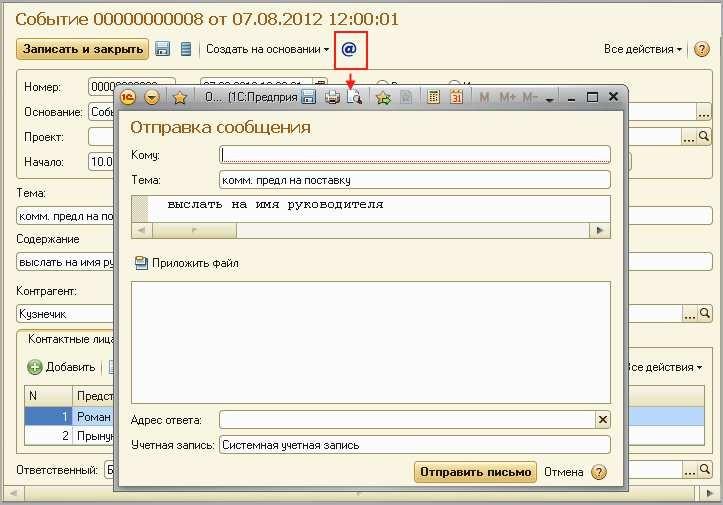 Событие 00000000008 от 07.08.2012 12:00:01
Записать и закрыть Создать на основании @ Все действия ?
Номер:
О... (1С:Предприя M M+ M-
Основание: Собы
Проект:
Начало: 10.0
Отправка сообщения
Кому:
Тема: комм. предл на поставку
выслать на имя руководителя
Приложить файл
Адрес ответа:
Учетная запись: Системная учетная запись
Отправить письмо Отмена ?
Тема:
комм. предл на по
Содержание
выслать на имя ру
Контрагент:
Кузнечик
Контактные лица
Добавить Все действия
N Предст
1 Роман
2 Прынун
Ответственный: Б